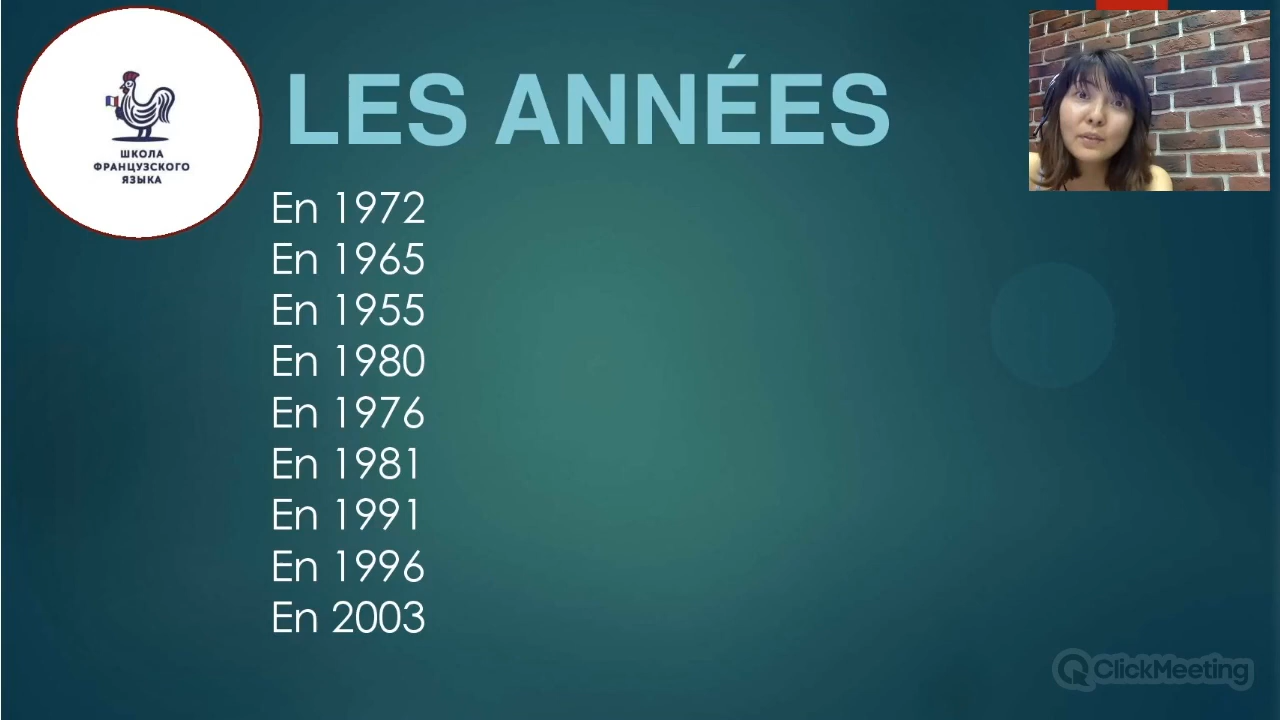 ШКОЛА
ФРАНЦУЗСКОГО
ЯЗЫКА
LES ANNÉES
En 1972
En 1965
En 1955
En 1980
En 1976
En 1981
En 1991
En 1996
En 2003
ClickMeeting